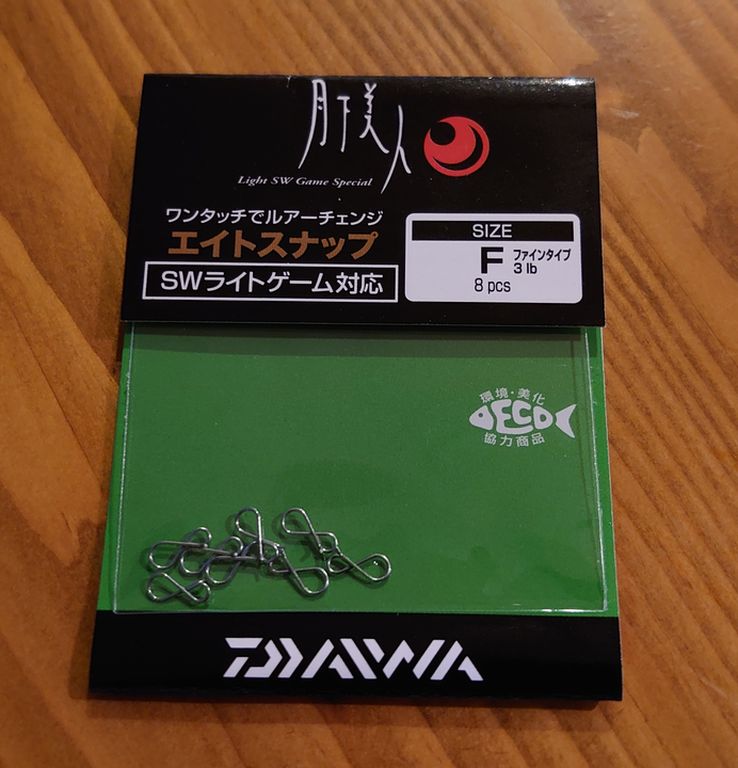 月下美人
Light SW Game Special
ワンタッチでルアーチェンジ
エイトスナップ
SWライトゲーム対応
SIZE
F ファインタイプ
3 lb
8 pcs
環境・美化
ECO
協力商品
DAIWA